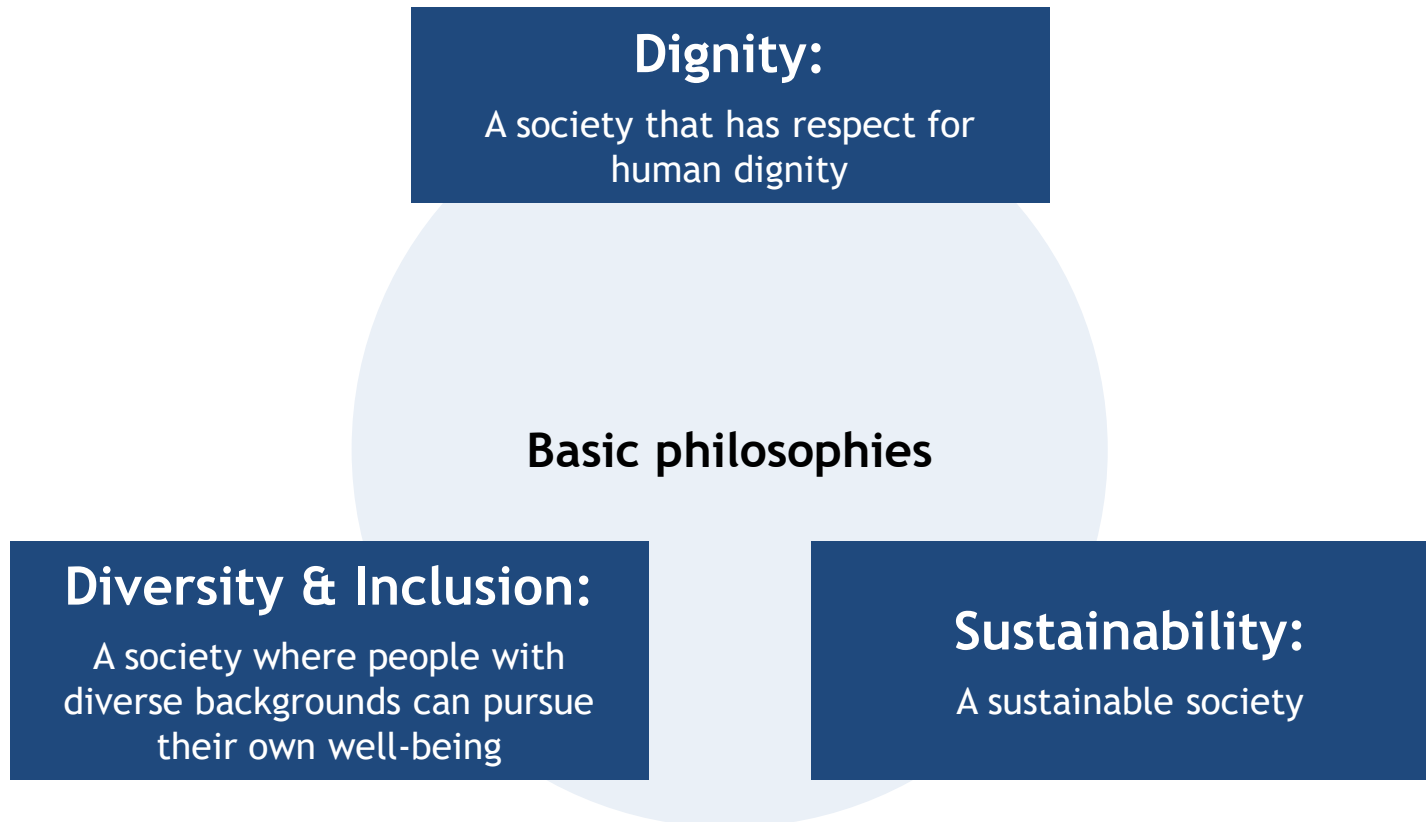 Dignity:
A society that has respect for
human dignity
Basic philosophies
Diversity & Inclusion:
A society where people with
diverse backgrounds can pursue
their own well-being
Sustainability:
A sustainable society